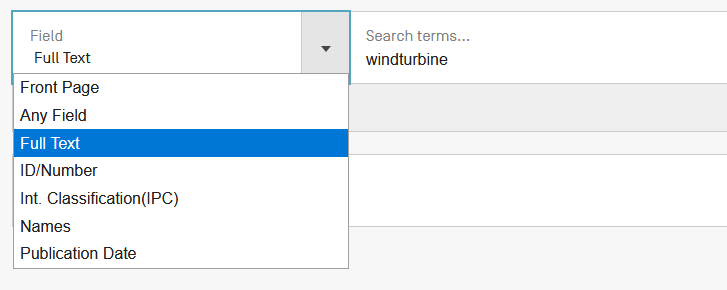 Field
Full Text
Search terms...
windturbine
Front Page
Any Field
Full Text
ID/Number
Int. Classification(IPC)
Names
Publication Date